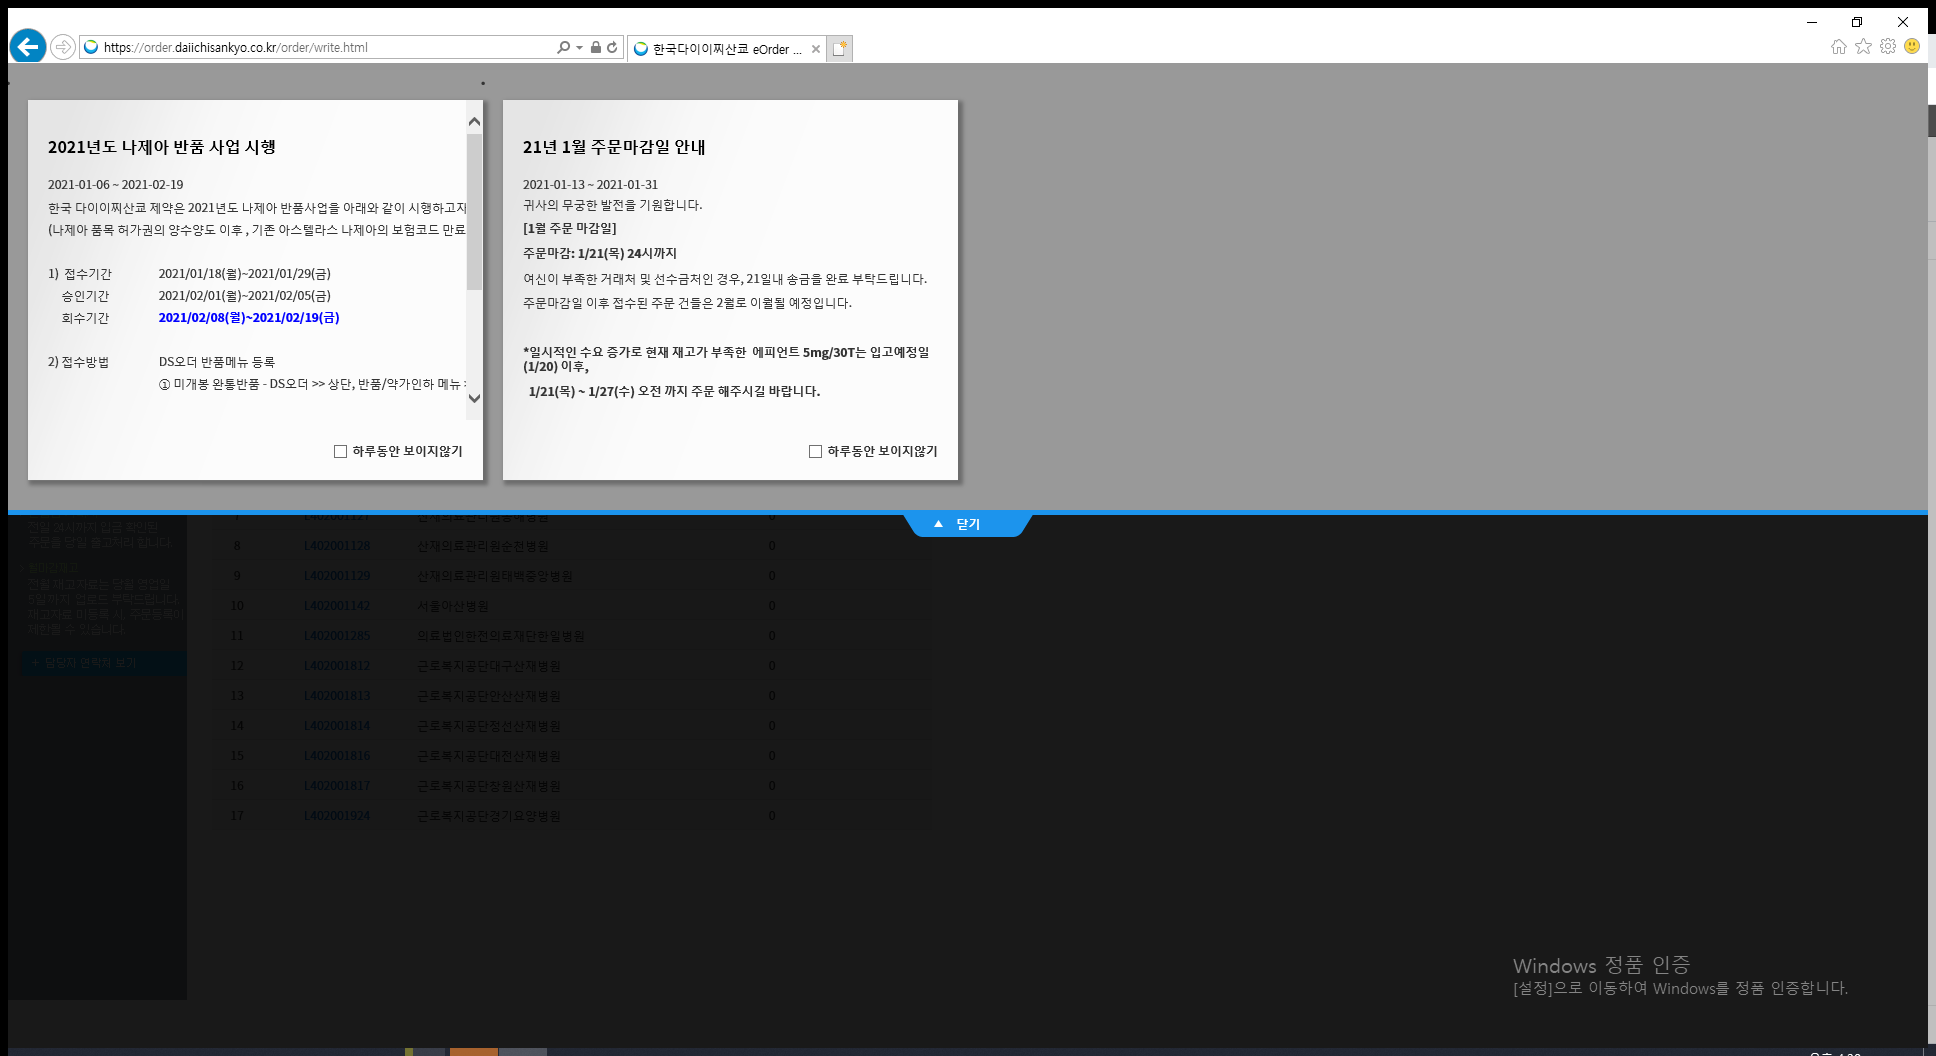 https://order.daiichisankyo.co.kr/order/write.html
한국다이이찌산쿄 eOrder ...
2021년도 나제아 반품 사업 시행
2021-01-06 ~ 2021-02-19
한국 다이이찌산쿄 제약은 2021년도 나제아 반품사업을 아래와 같이 시행하고자
(나제아 품목 허가권의 양수양도 이후 , 기존 아스텔라스 나제아의 보험코드 만료
1) 접수기간 2021/01/18(월)~2021/01/29(금)
승인기간 2021/02/01(월)~2021/02/05(금)
회수기간 2021/02/08(월)~2021/02/19(금)
2) 접수방법 DS오더 반품메뉴 등록
① 미개봉 완통반품 - DS오더 >> 상단, 반품/약가인하 메뉴
하루동안 보이지않기
21년 1월 주문마감일 안내
2021-01-13 ~ 2021-01-31
귀사의 무궁한 발전을 기원합니다.
[1월 주문 마감일]
주문마감: 1/21(목) 24시까지
여신이 부족한 거래처 및 선수금처인 경우, 21일내 송금을 완료 부탁드립니다.
주문마감일 이후 접수된 주문 건들은 2월로 이월될 예정입니다.
*일시적인 수요 증가로 현재 재고가 부족한 에피언트 5mg/30T는 입고예정일
(1/20) 이후,
1/21(목) ~ 1/27(수) 오전 까지 주문 해주시길 바랍니다.
하루동안 보이지않기
▲ 닫기
주문을 당일 출고처리 합니다.
+ 담당자 연락처 보기
8 L402001128 산재의료관리원순천병원 0
9 L402001129 산재의료관리원태백중앙병원 0
10 L402001142 서울아산병원 0
11 L402001285 의료법인한전의료재단한일병원 0
12 L402001812 근로복지공단대구산재병원 0
13 L402001813 근로복지공단안산산재병원 0
14 L402001814 근로복지공단정선산재병원 0
15 L402001816 근로복지공단대전산재병원 0
16 L402001817 근로복지공단창원산재병원 0
17 L402001924 근로복지공단경기요양병원 0
Windows 정품 인증
[설정]으로 이동하여 Windows를 정품 인증합니다.